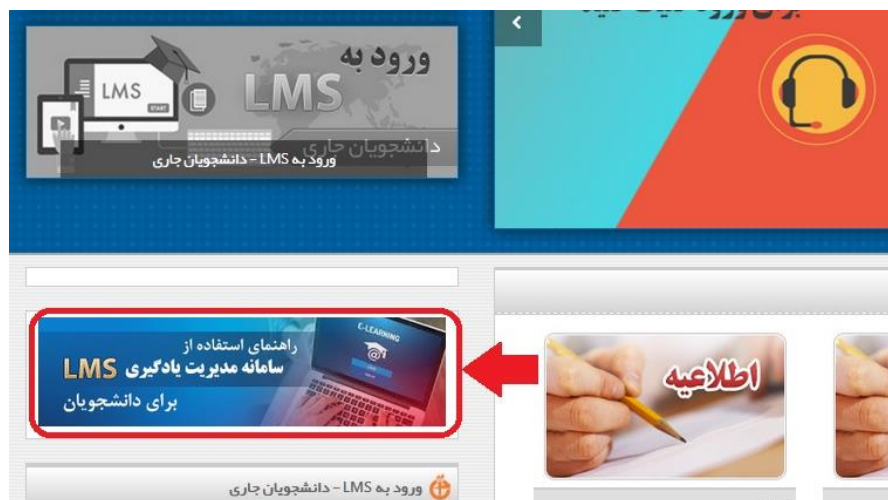 ورود به
LMS
LMS
START
دانشجویان جاری
ورود به LMS - دانشجویان جاری
E-LEARNING
راهنمای استفاده از
سامانه مدیریت یادگیری LMS
برای دانشجویان
اطلاعیه
ورود به LMS - دانشجویان جاری